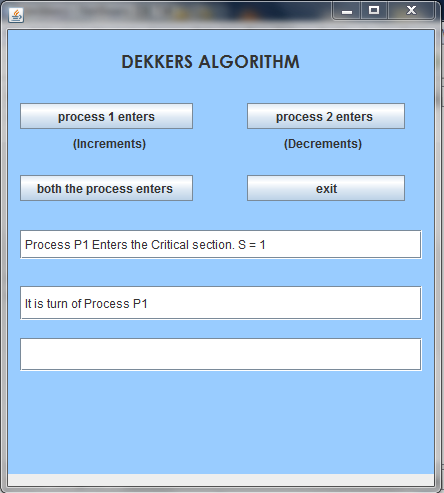 DEKKERS ALGORITHM
process 1 enters
process 2 enters
(Increments)
(Decrements)
both the process enters
exit
Process P1 Enters the Critical section. S = 1
It is turn of Process P1